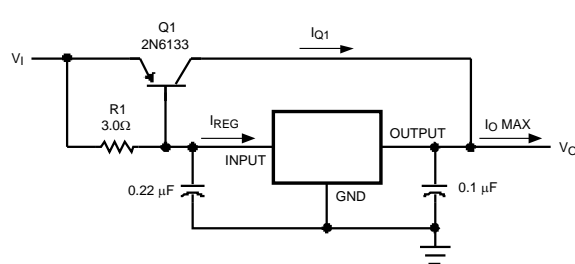 Q1
2N6133
IQ1
VI
R1
3.0Ω
IREG
INPUT
OUTPUT
IO MAX
VO
0.22 µF
GND
0.1 µF